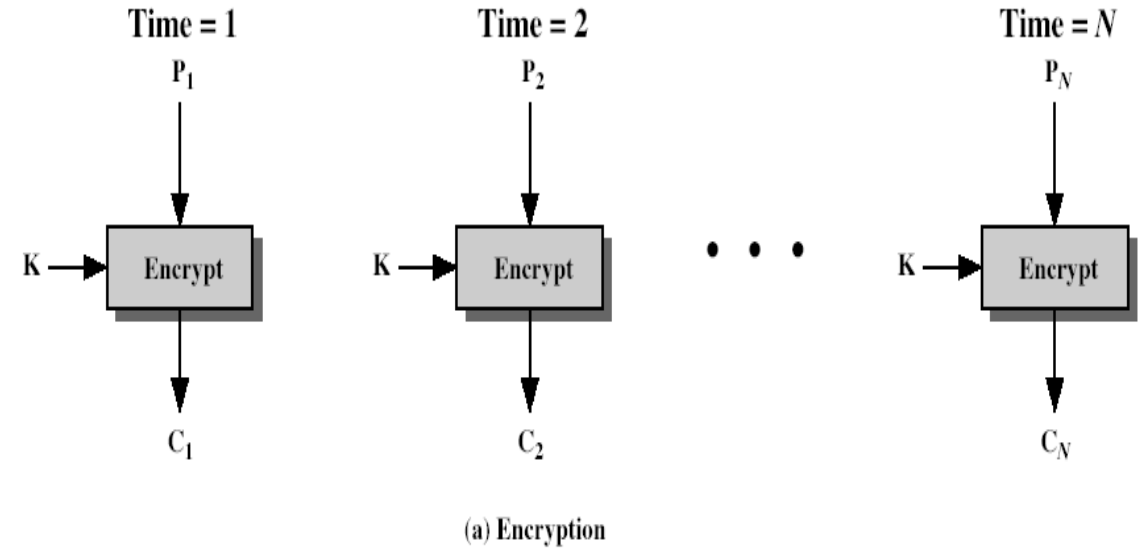 Time = 1 Time = 2 Time = N
P1 P2 PN
K Encrypt K Encrypt • • • K Encrypt
C1 C2 CN
(a) Encryption